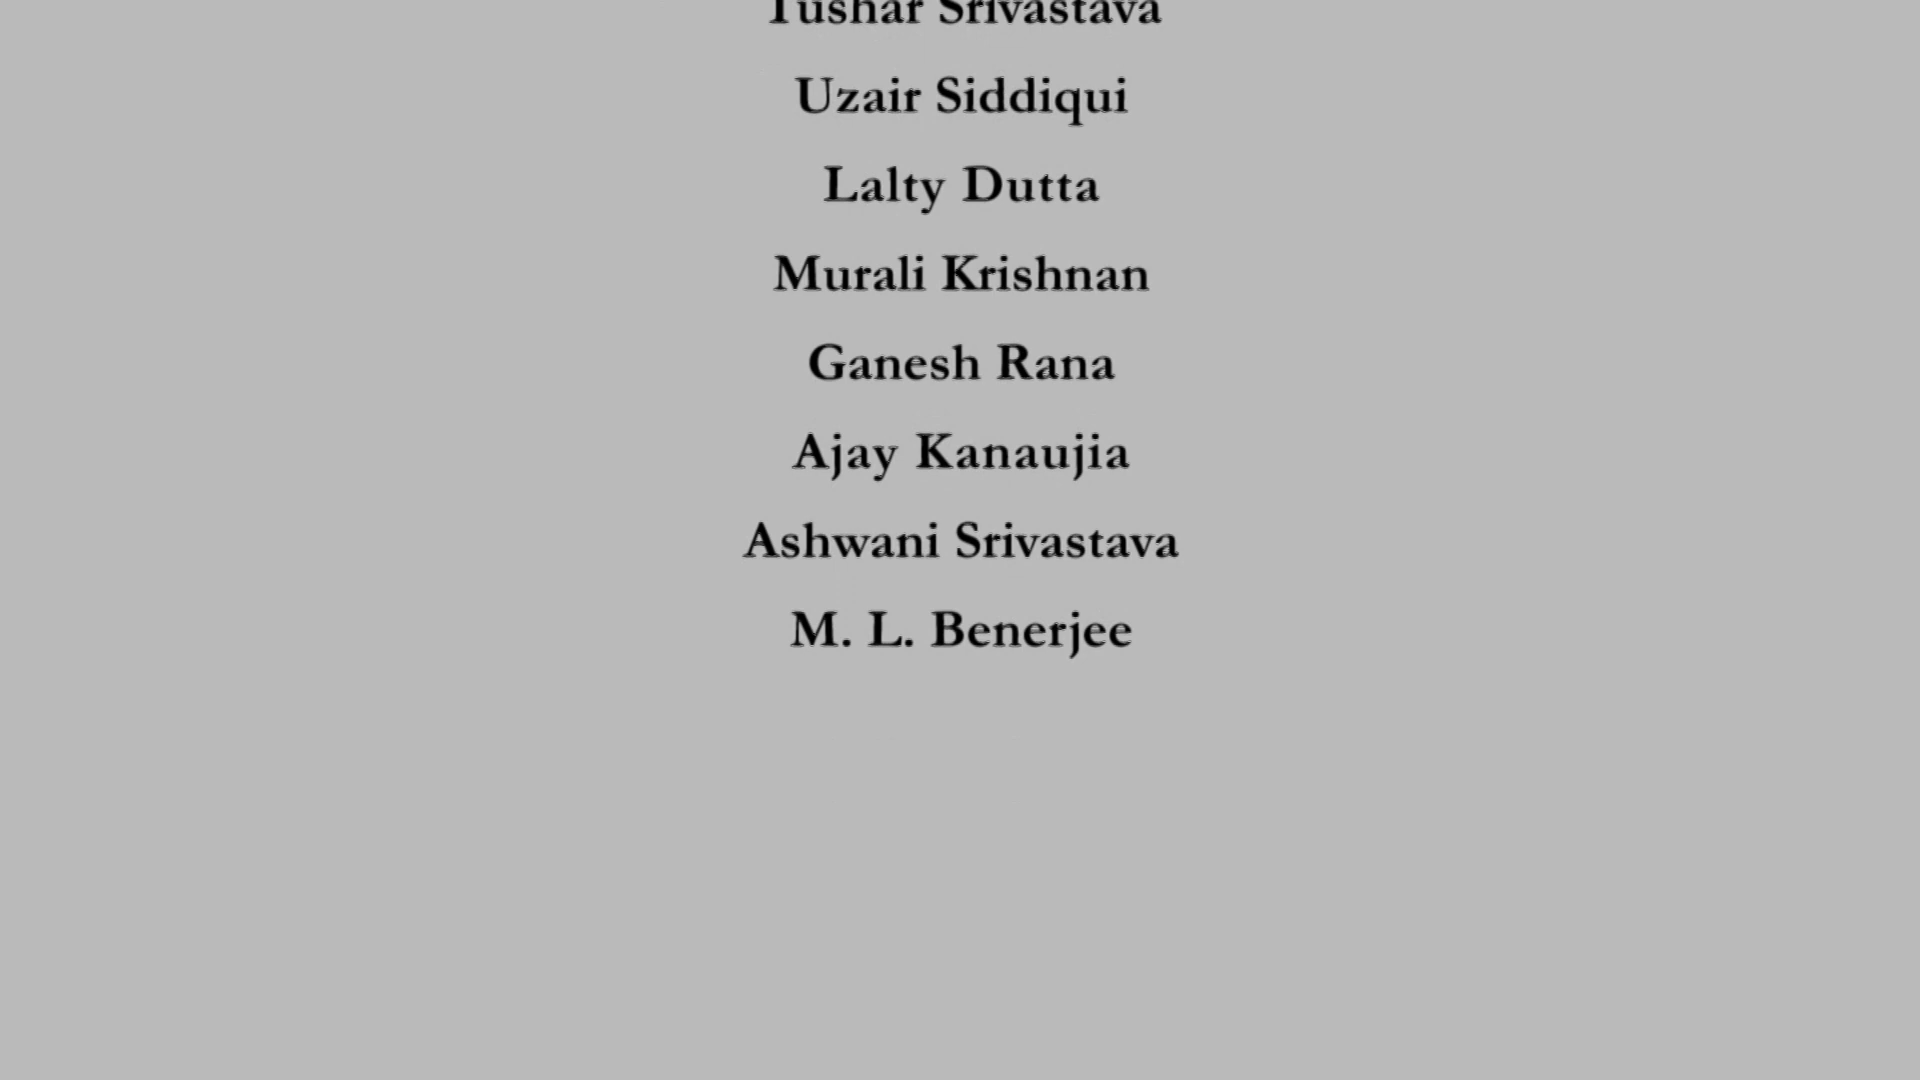 Tushar Srivastava
Uzair Siddiqui
Lalty Dutta
Murali Krishnan
Ganesh Rana
Ajay Kanaujia
Ashwani Srivastava
M. L. Benerjee